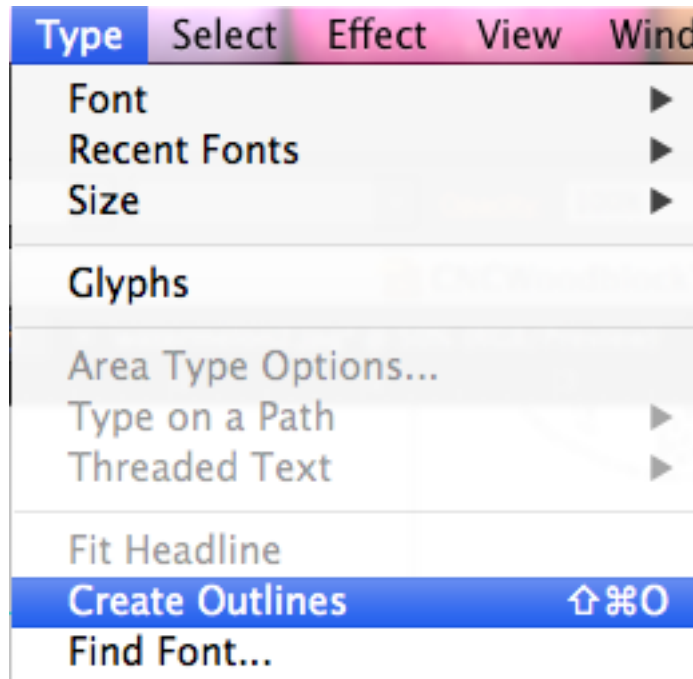 Type Select Effect View Wind
Font ▶
Recent Fonts ▶
Size ▶
Glyphs
Area Type Options...
Type on a Path ▶
Threaded Text ▶
Fit Headline
Create Outlines ⇧⌘O
Find Font...